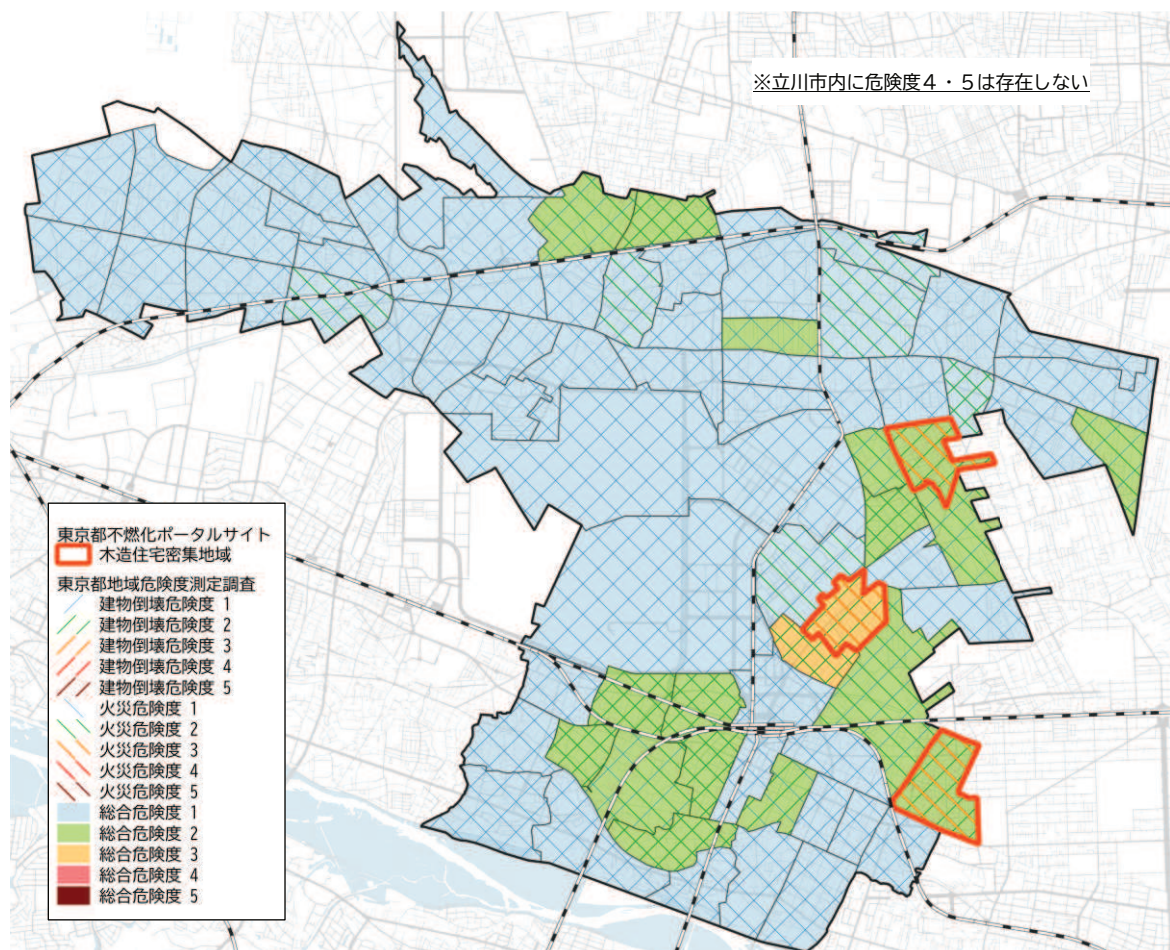 ※立川市内に危険度４・５は存在しない
東京都不燃化ポータルサイト
木造住宅密集地域
東京都地域危険度測定調査
建物倒壊危険度 1
建物倒壊危険度 2
建物倒壊危険度 3
建物倒壊危険度 4
建物倒壊危険度 5
火災危険度 1
火災危険度 2
火災危険度 3
火災危険度 4
火災危険度 5
総合危険度 1
総合危険度 2
総合危険度 3
総合危険度 4
総合危険度 5